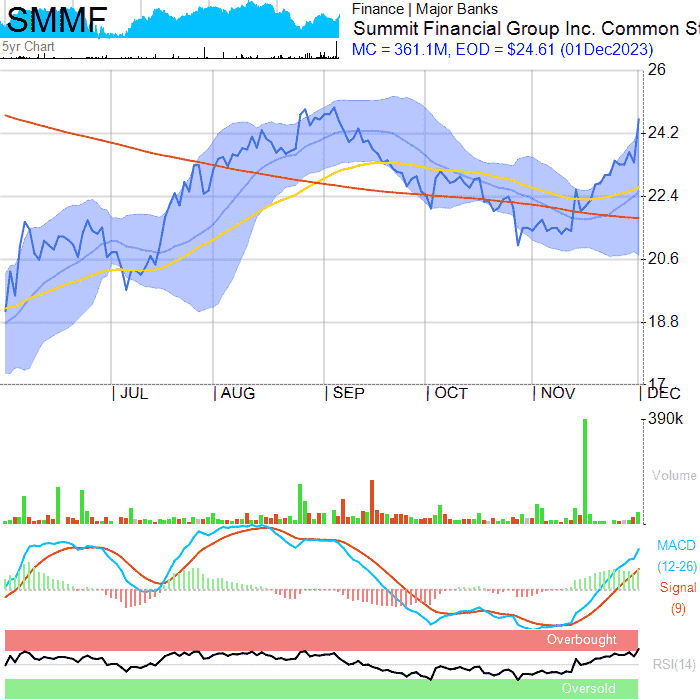 SMMF
5yr Chart
Finance | Major Banks
Summit Financial Group Inc. Common St
MC = 361.1M, EOD = $24.61 (01Dec2023)
26
24.2
22.4
20.6
18.8
17
JUL AUG SEP OCT NOV DEC
390k
Volume
MACD
(12-26)
Signal
(9)
Overbought
RSI(14)
Oversold